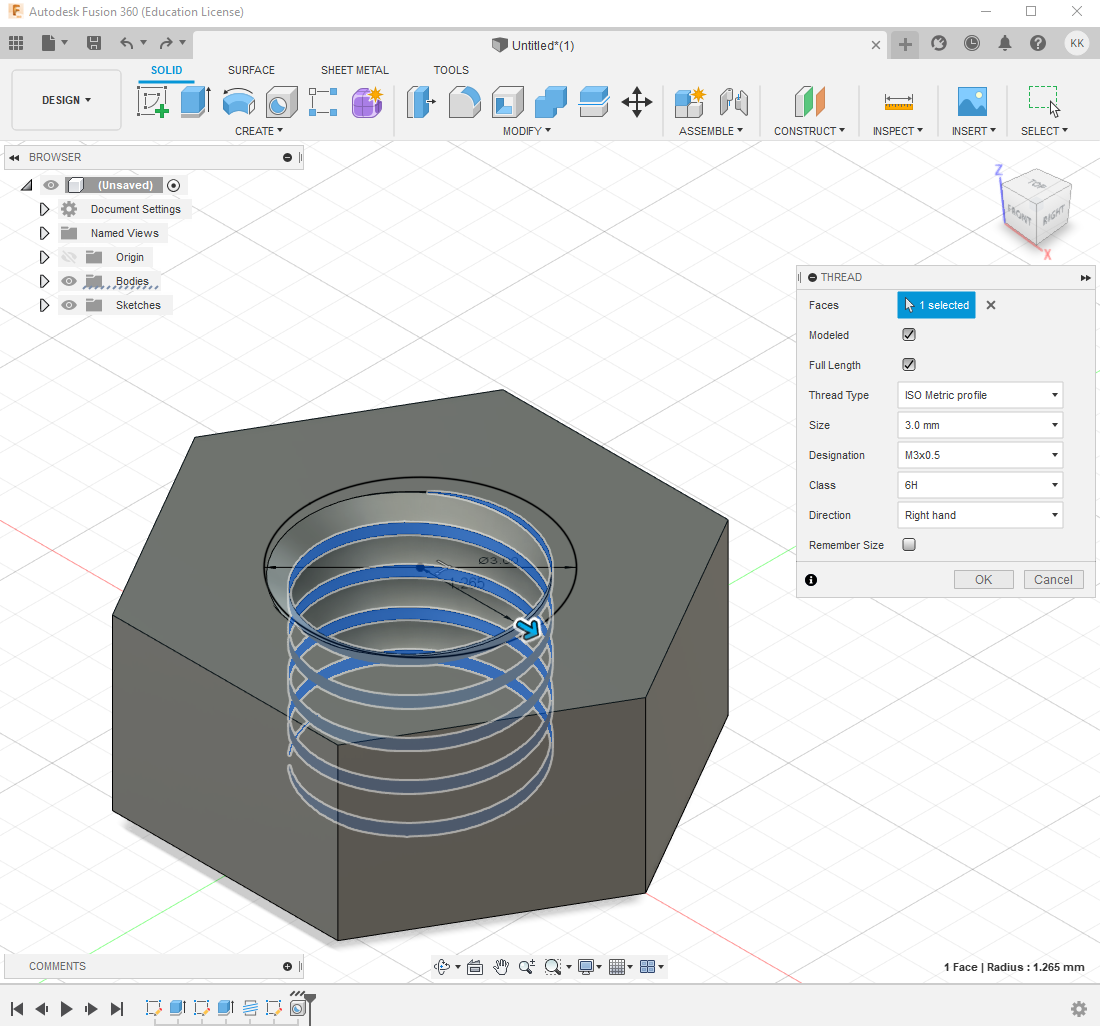 Autodesk Fusion 360 (Education License)
Untitled*(1)
KK
DESIGN
SOLID
SURFACE
SHEET METAL
TOOLS
CREATE
MODIFY
ASSEMBLE
CONSTRUCT
INSPECT
INSERT
SELECT
BROWSER
(Unsaved)
Document Settings
Named Views
Origin
Bodies
Sketches
Z
TOP
FRONT
RIGHT
X
THREAD
Faces 1 selected
Modeled
Full Length
Thread Type ISO Metric profile
Size 3.0 mm
Designation M3x0.5
Class 6H
Direction Right hand
Remember Size
OK Cancel
1.265
COMMENTS
1 Face | Radius : 1.265 mm